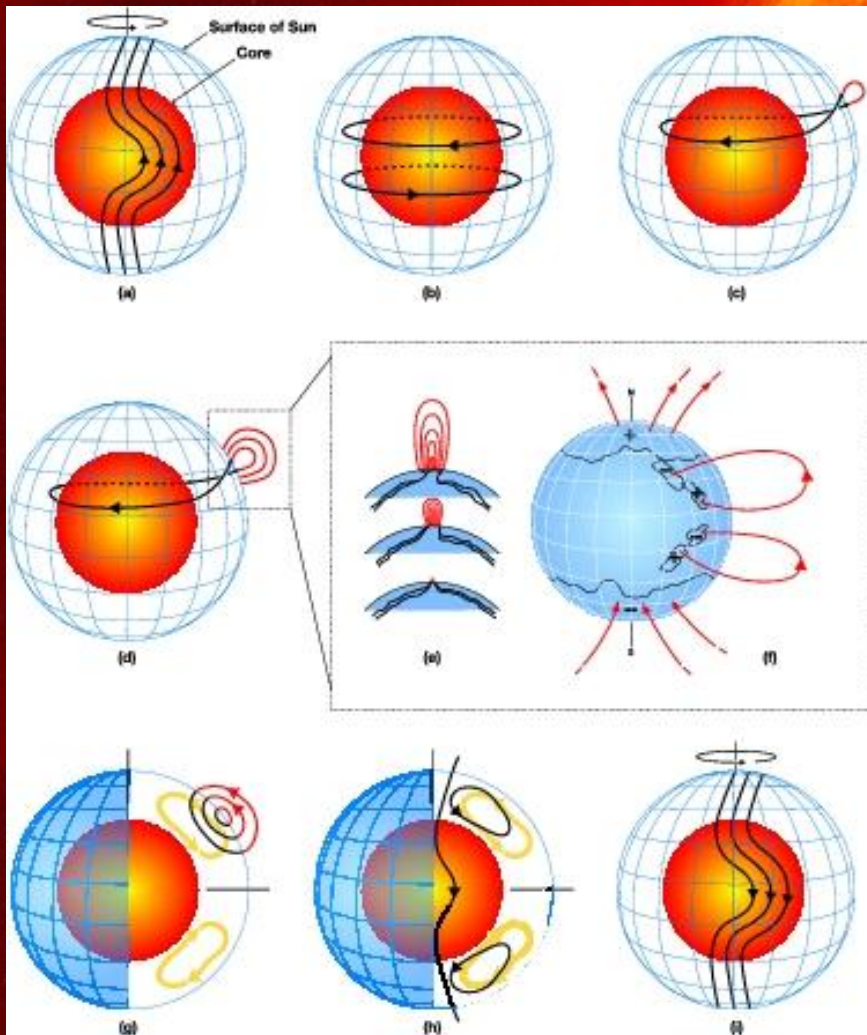 Surface of Sun
Core
(a)
(b)
(c)
N
+
--
S
(d)
(e)
(f)
(g)
(h)
(i)